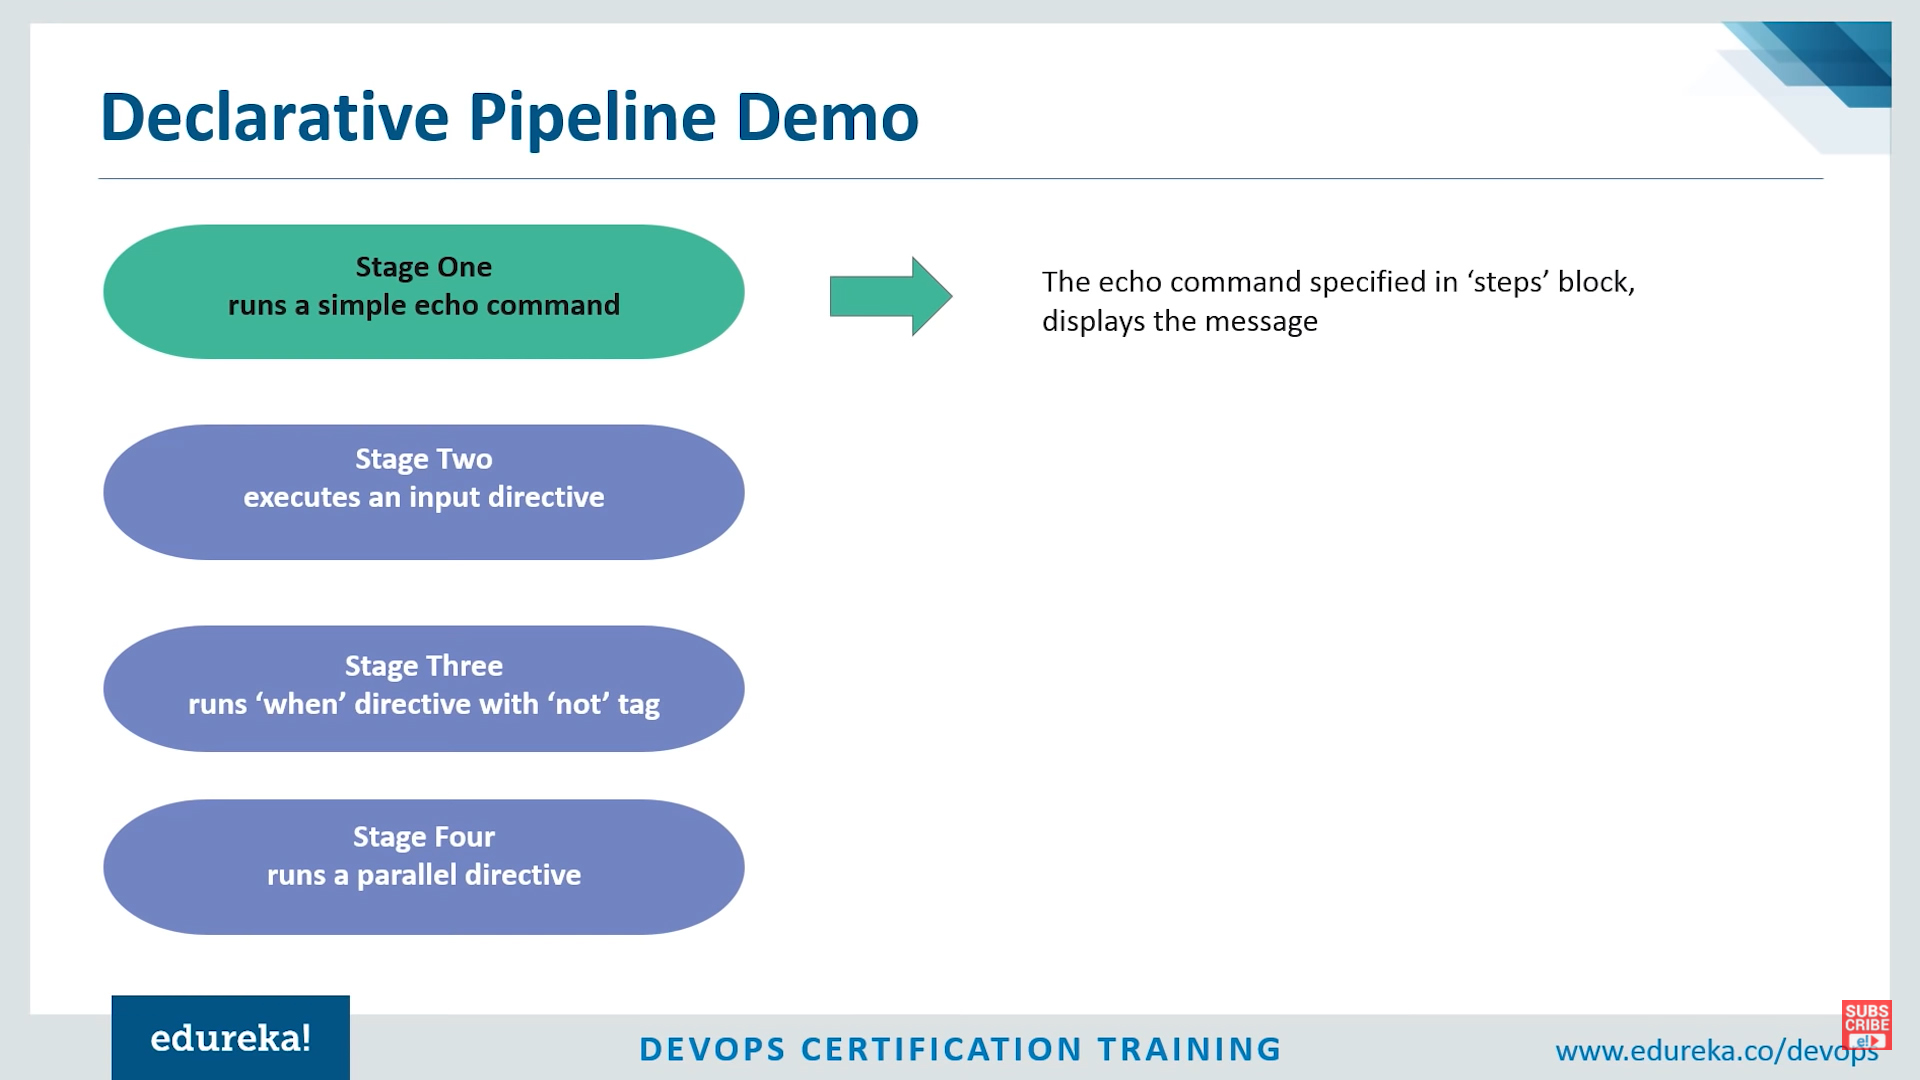 Declarative Pipeline Demo
Stage One
runs a simple echo command
The echo command specified in ‘steps’ block,
displays the message
Stage Two
executes an input directive
Stage Three
runs ‘when’ directive with ‘not’ tag
Stage Four
runs a parallel directive
edureka!
DEVOPS CERTIFICATION TRAINING
www.edureka.co/devops
SUBS
CRIBE
e!